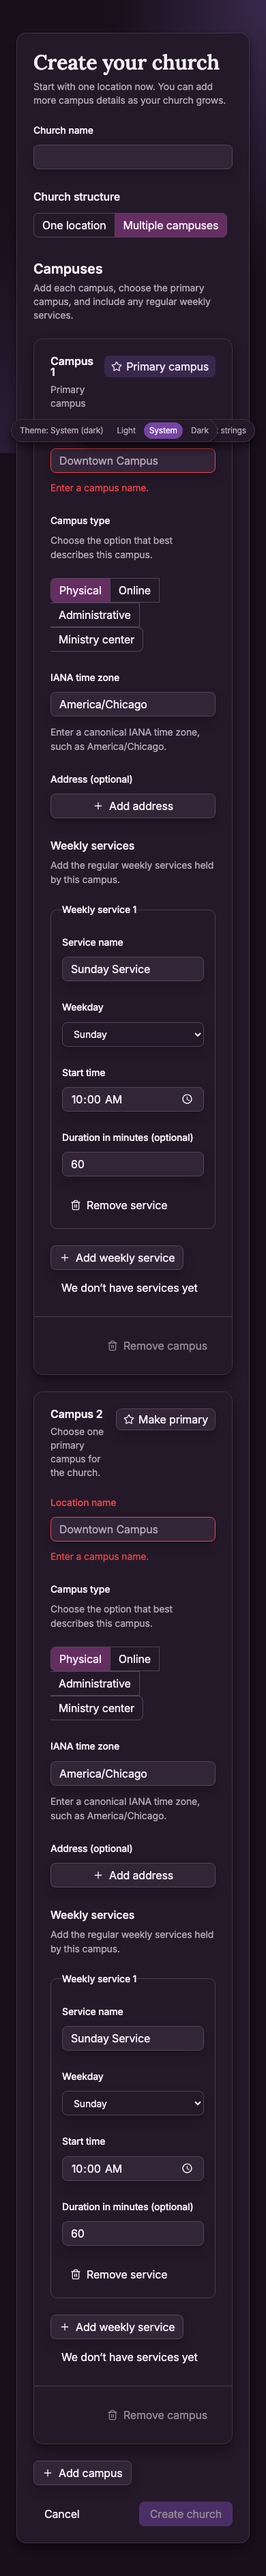 Create your church
Start with one location now. You can add
more campus details as your church grows.
Church name
Church structure
One location
Multiple campuses
Campuses
Add each campus, choose the primary
campus, and include any regular weekly
services.
Campus
1
Primary campus
Primary
campus
Theme: System (dark)
Light
System
Dark
strings
Downtown Campus
Enter a campus name.
Campus type
Choose the option that best
describes this campus.
Physical
Online
Administrative
Ministry center
IANA time zone
America/Chicago
Enter a canonical IANA time zone,
such as America/Chicago.
Address (optional)
Add address
Weekly services
Add the regular weekly services held
by this campus.
Weekly service 1
Service name
Sunday Service
Weekday
Sunday
Start time
10:00 AM
Duration in minutes (optional)
60
Remove service
Add weekly service
We don’t have services yet
Remove campus
Campus 2
Make primary
Choose one
primary
campus for
the church.
Location name
Downtown Campus
Enter a campus name.
Campus type
Choose the option that best
describes this campus.
Physical
Online
Administrative
Ministry center
IANA time zone
America/Chicago
Enter a canonical IANA time zone,
such as America/Chicago.
Address (optional)
Add address
Weekly services
Add the regular weekly services held
by this campus.
Weekly service 1
Service name
Sunday Service
Weekday
Sunday
Start time
10:00 AM
Duration in minutes (optional)
60
Remove service
Add weekly service
We don’t have services yet
Remove campus
Add campus
Cancel
Create church